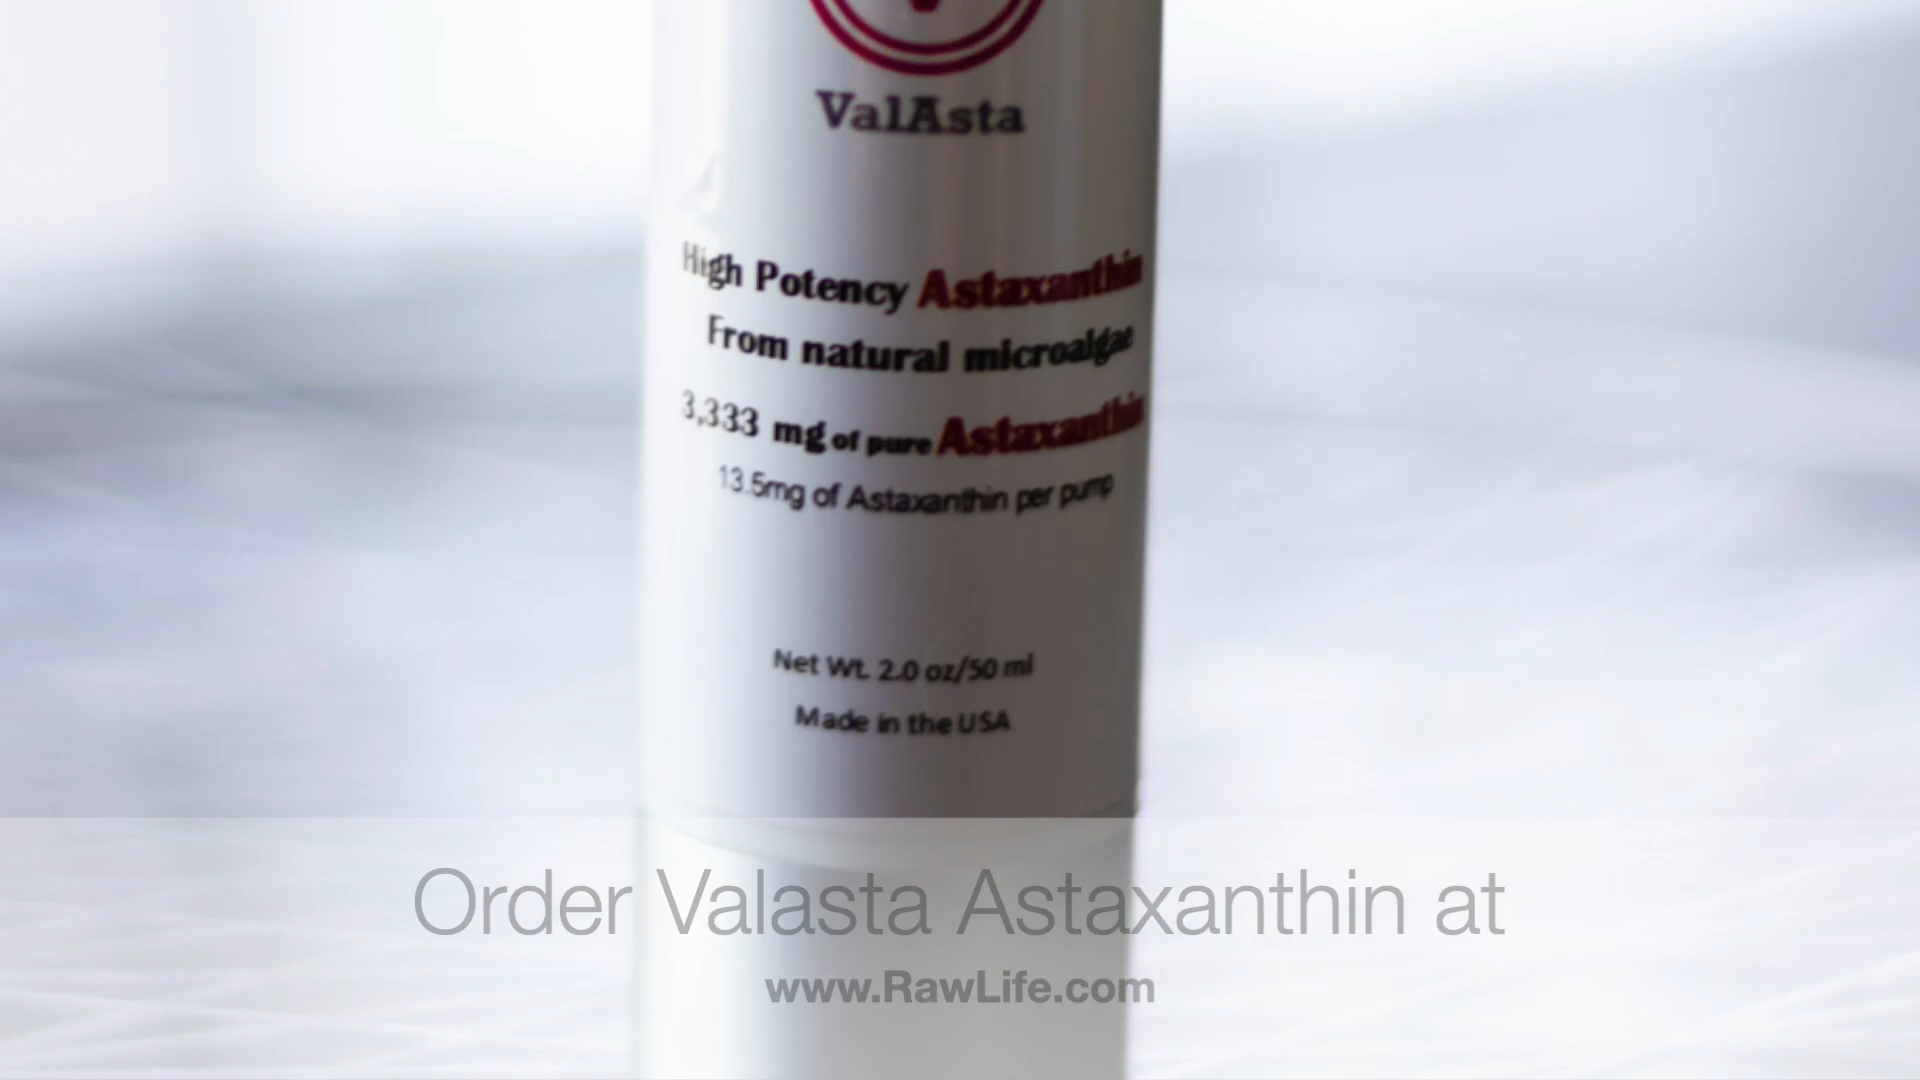 ValAsta
High Potency Astaxanthin
From natural microalgae
3,333 mg of pure Astaxanthin
13.5mg of Astaxanthin per pump
Net Wt. 2.0 oz/50 ml
Made in the USA
Order Valasta Astaxanthin at
www.RawLife.com